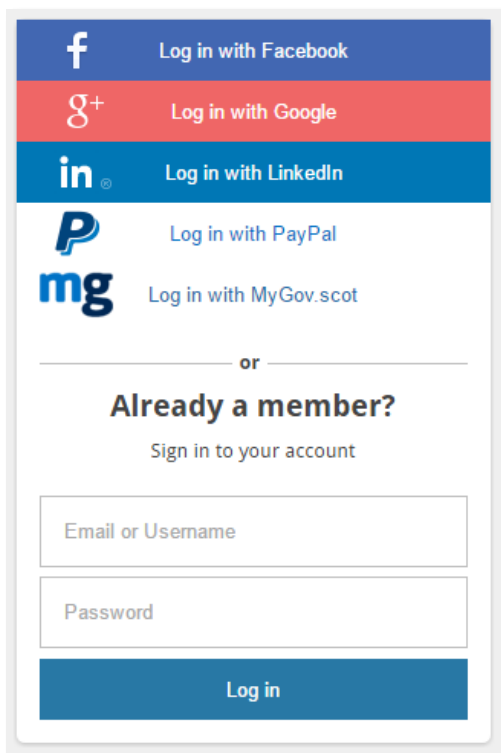 f Log in with Facebook
g+ Log in with Google
in ® Log in with LinkedIn
P Log in with PayPal
mg Log in with MyGov.scot
or
Already a member?
Sign in to your account
Email or Username
Password
Log in